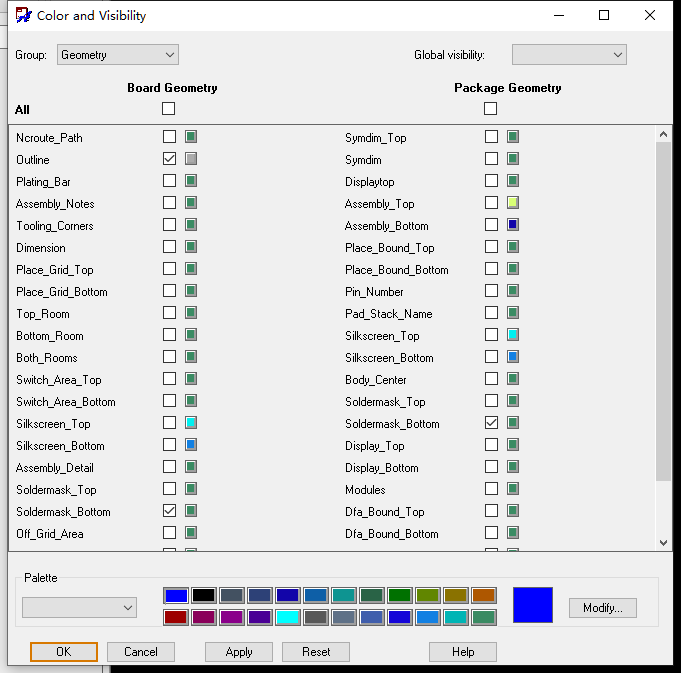 Color and Visibility
Group: Geometry Global visibility:
Board Geometry Package Geometry
All
Ncroute_Path Symdim_Top
Outline Symdim
Plating_Bar Displaytop
Assembly_Notes Assembly_Top
Tooling_Corners Assembly_Bottom
Dimension Place_Bound_Top
Place_Grid_Top Place_Bound_Bottom
Place_Grid_Bottom Pin_Number
Top_Room Pad_Stack_Name
Bottom_Room Silkscreen_Top
Both_Rooms Silkscreen_Bottom
Switch_Area_Top Body_Center
Switch_Area_Bottom Soldermask_Top
Silkscreen_Top Soldermask_Bottom
Silkscreen_Bottom Display_Top
Assembly_Detail Display_Bottom
Soldermask_Top Modules
Soldermask_Bottom Dfa_Bound_Top
Off_Grid_Area Dfa_Bound_Bottom
Palette
Modify...
OK Cancel Apply Reset Help